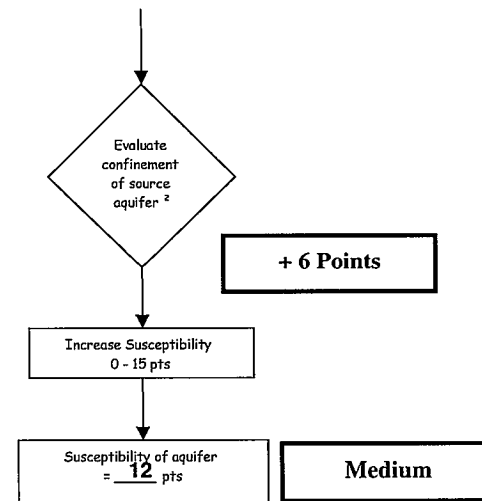 Evaluate
confinement
of source
aquifer ²
+ 6 Points
Increase Susceptibility
0 - 15 pts
Susceptibility of aquifer
= 12 pts
Medium